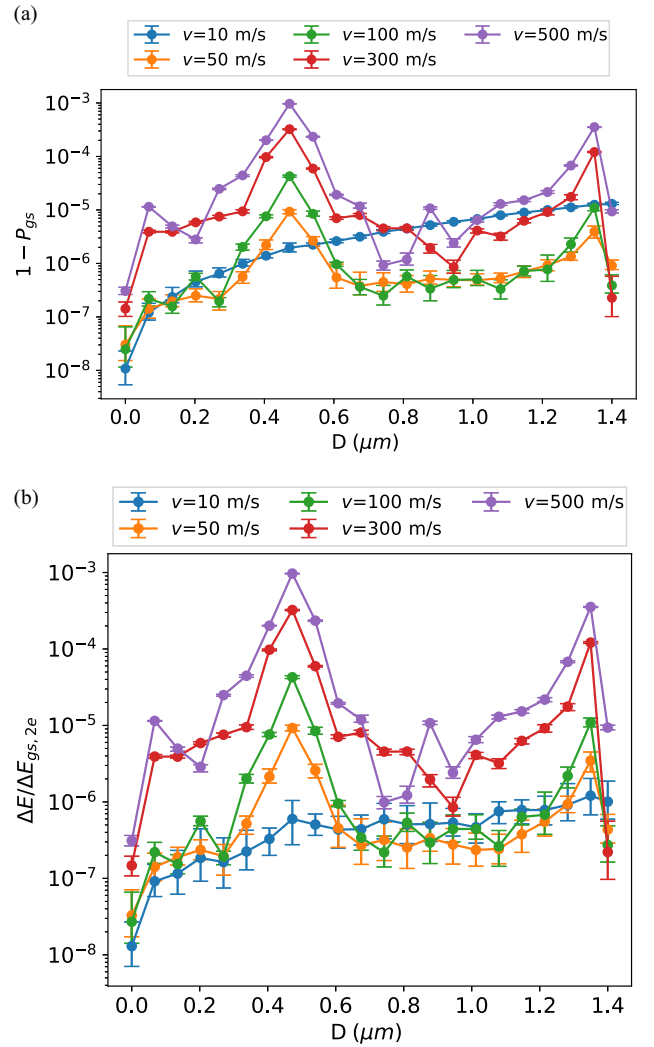 (a)
v=10 m/s v=100 m/s v=500 m/s
v=50 m/s v=300 m/s
10⁻³
10⁻⁴
10⁻⁵
10⁻⁶
10⁻⁷
10⁻⁸
1 − P_gs
0.0 0.2 0.4 0.6 0.8 1.0 1.2 1.4
D (μm)
(b)
v=10 m/s v=100 m/s v=500 m/s
v=50 m/s v=300 m/s
10⁻³
10⁻⁴
10⁻⁵
10⁻⁶
10⁻⁷
10⁻⁸
ΔE/ΔE_gs,2e
0.0 0.2 0.4 0.6 0.8 1.0 1.2 1.4
D (μm)